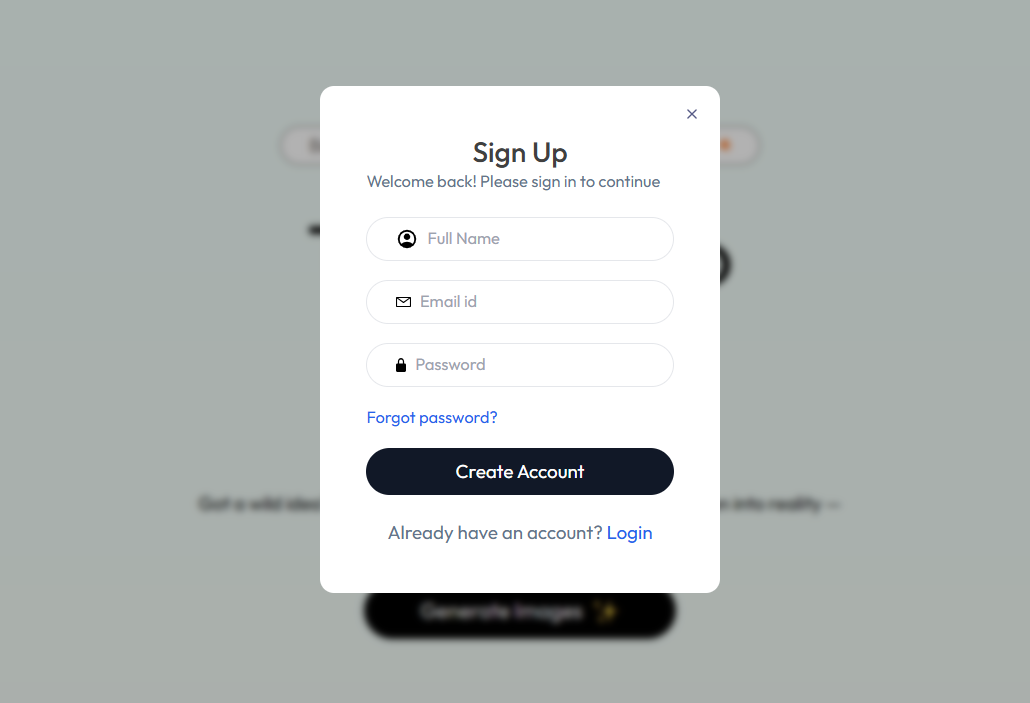 Sign Up
Welcome back! Please sign in to continue
Full Name
Email id
Password
Forgot password?
Create Account
Already have an account? Login
Got a wild idea
into reality —
Generate Images